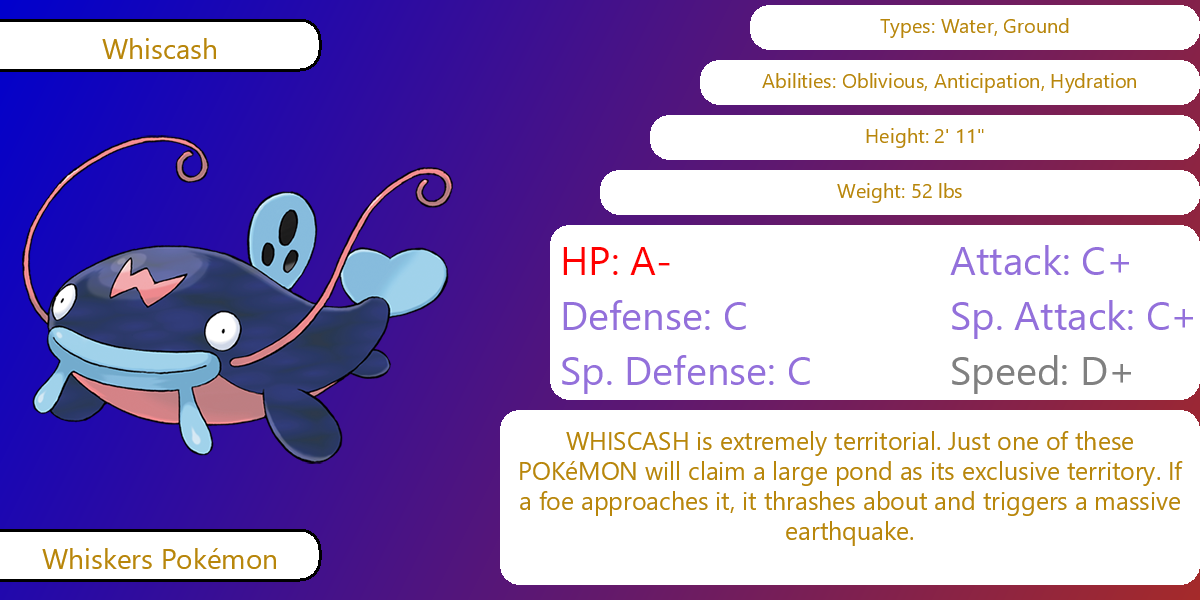 Whiscash
Types: Water, Ground
Abilities: Oblivious, Anticipation, Hydration
Height: 2' 11"
Weight: 52 lbs
HP: A-
Attack: C+
Defense: C
Sp. Attack: C+
Sp. Defense: C
Speed: D+
WHISCASH is extremely territorial. Just one of these
POKéMON will claim a large pond as its exclusive territory. If
a foe approaches it, it thrashes about and triggers a massive
earthquake.
Whiskers Pokémon